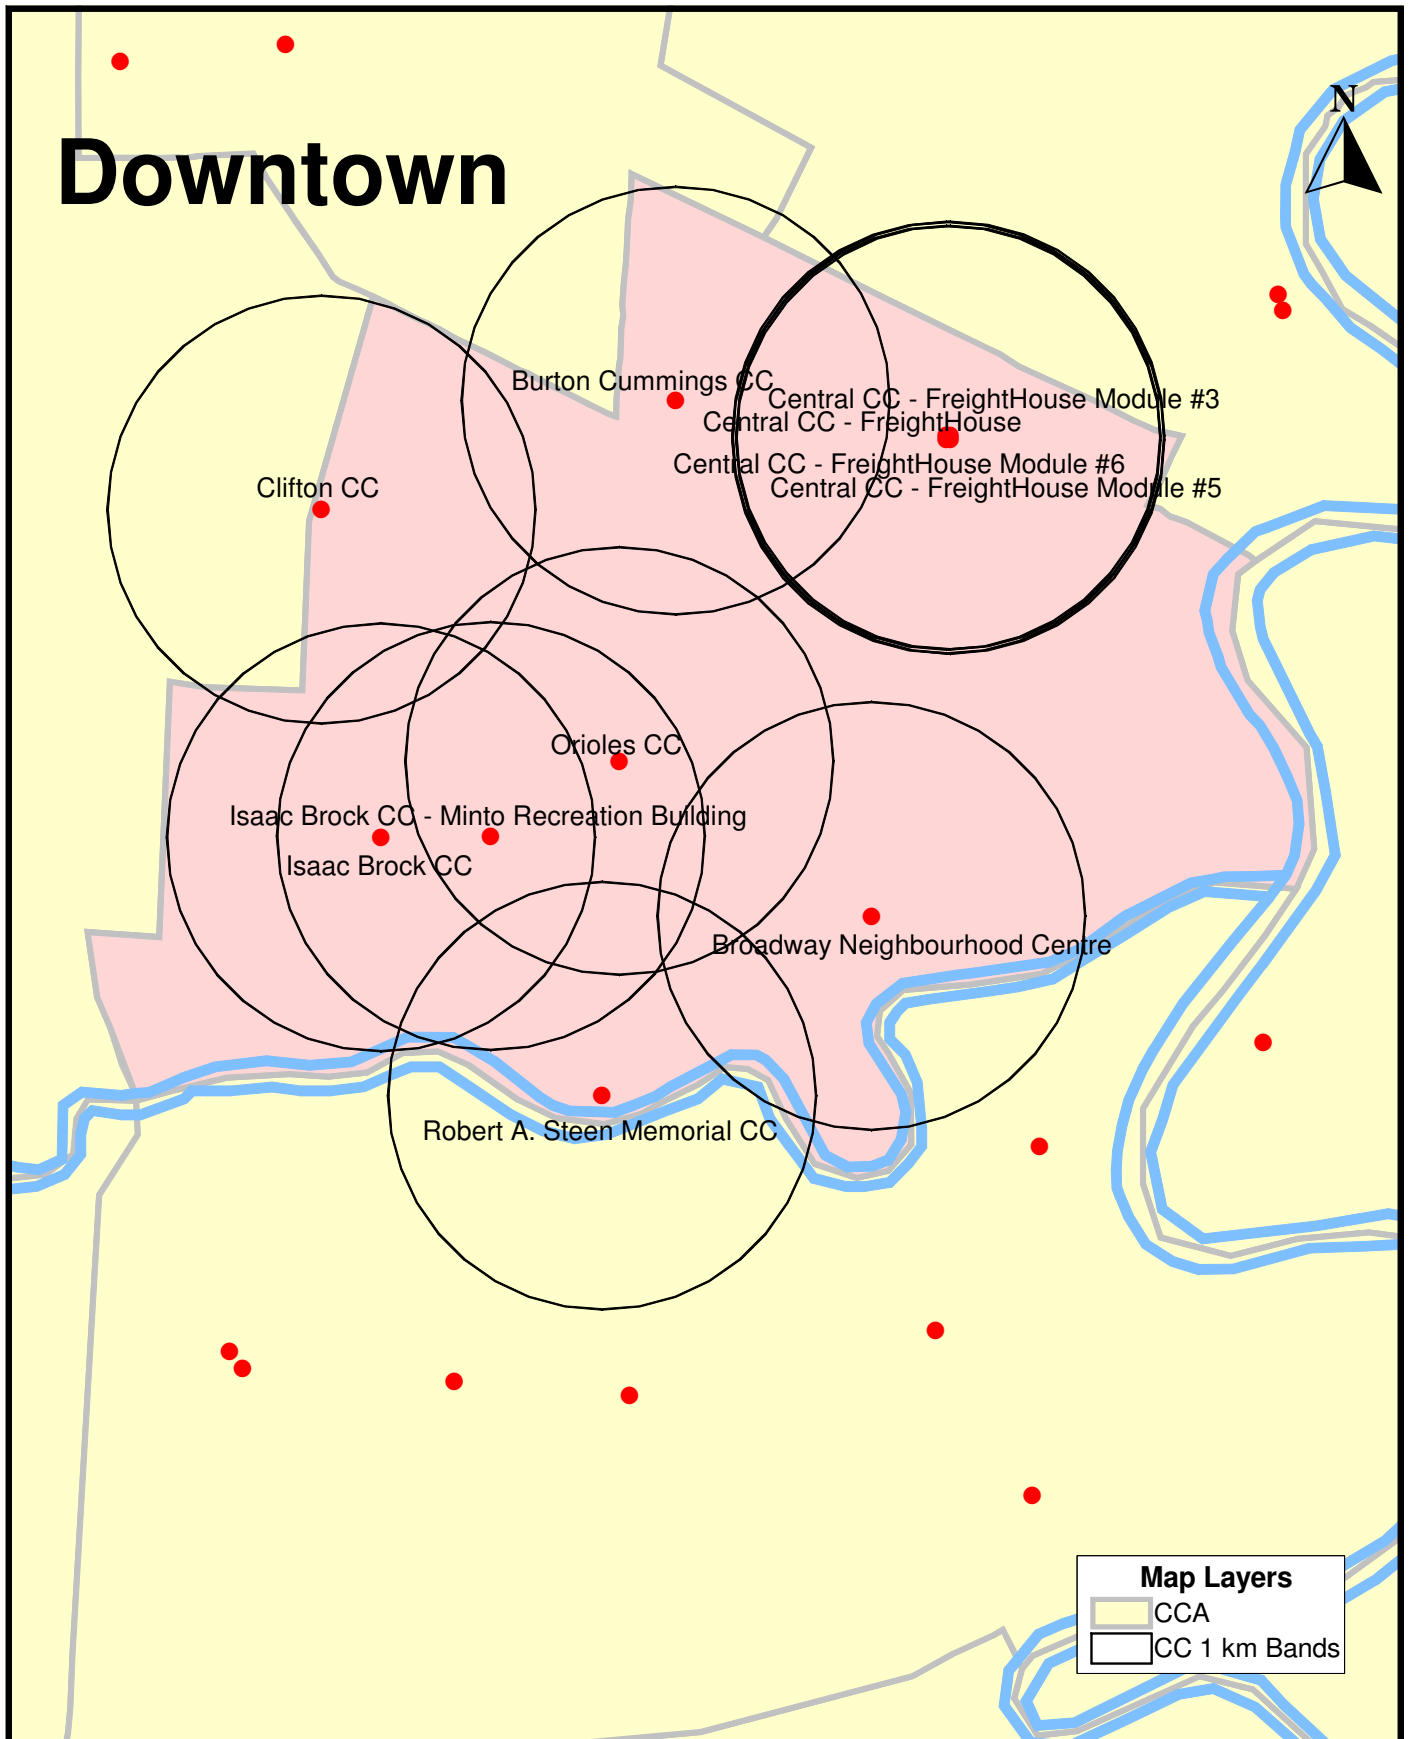 N
Downtown
Burton Cummings CC
Central CC - FreightHouse Module #3
Central CC - FreightHouse
Central CC - FreightHouse Module #6
Clifton CC
Central CC - FreightHouse Module #5
Orioles CC
Isaac Brock CC - Minto Recreation Building
Isaac Brock CC
Broadway Neighbourhood Centre
Robert A. Steen Memorial CC
Map Layers
CCA
CC 1 km Bands